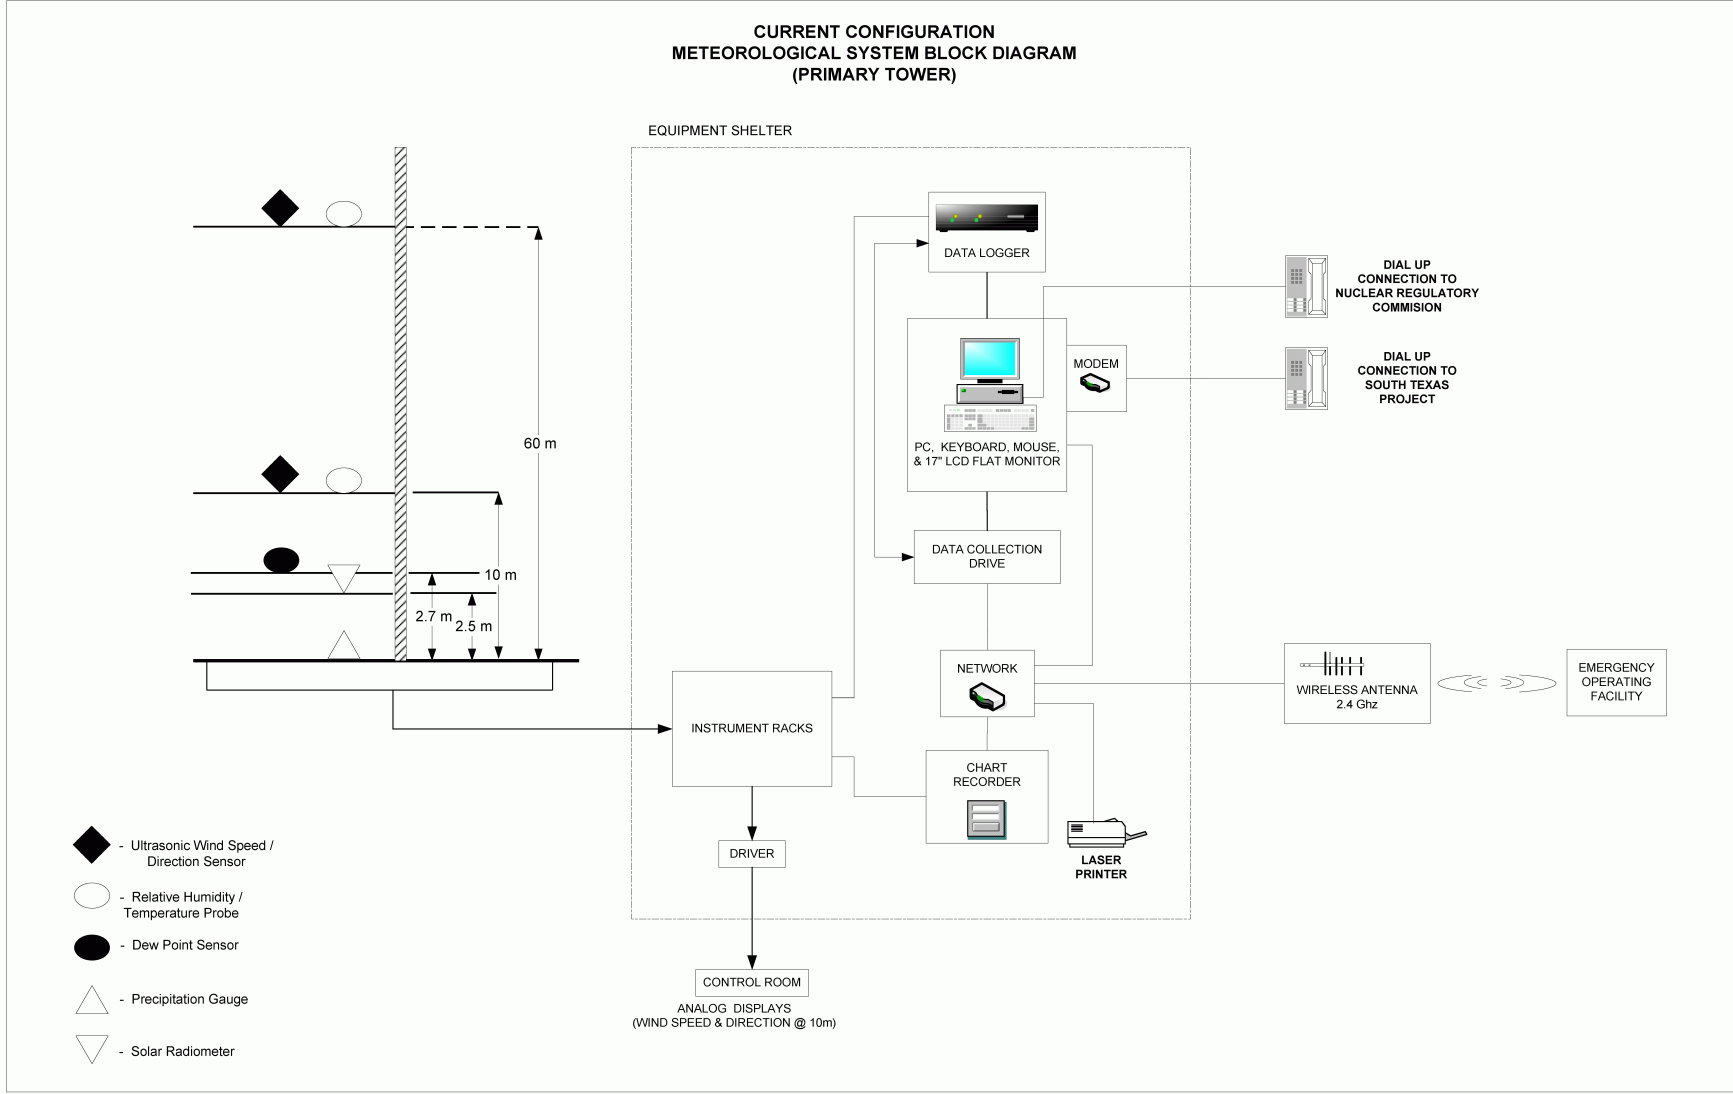 CURRENT CONFIGURATION
METEOROLOGICAL SYSTEM BLOCK DIAGRAM
(PRIMARY TOWER)
EQUIPMENT SHELTER
DATA LOGGER
DIAL UP
CONNECTION TO
NUCLEAR REGULATORY
COMMISION
MODEM
DIAL UP
CONNECTION TO
SOUTH TEXAS
PROJECT
PC, KEYBOARD, MOUSE,
& 17" LCD FLAT MONITOR
60 m
10 m
2.7 m
2.5 m
DATA COLLECTION
DRIVE
NETWORK
WIRELESS ANTENNA
2.4 Ghz
EMERGENCY
OPERATING
FACILITY
INSTRUMENT RACKS
CHART
RECORDER
LASER
PRINTER
DRIVER
CONTROL ROOM
ANALOG DISPLAYS
(WIND SPEED & DIRECTION @ 10m)
- Ultrasonic Wind Speed /
Direction Sensor
- Relative Humidity /
Temperature Probe
- Dew Point Sensor
- Precipitation Gauge
- Solar Radiometer